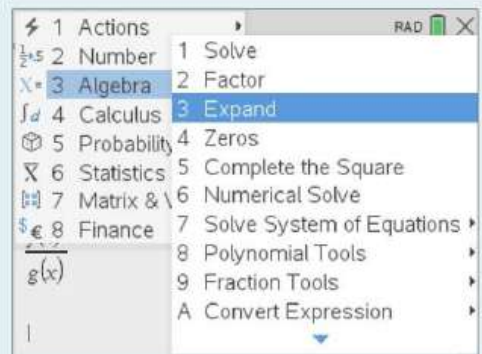 1 Actions
2 Number
3 Algebra
4 Calculus
5 Probability
6 Statistics
7 Matrix &
8 Finance
RAD
1 Solve
2 Factor
3 Expand
4 Zeros
5 Complete the Square
6 Numerical Solve
7 Solve System of Equations
8 Polynomial Tools
9 Fraction Tools
A Convert Expression
g(x)